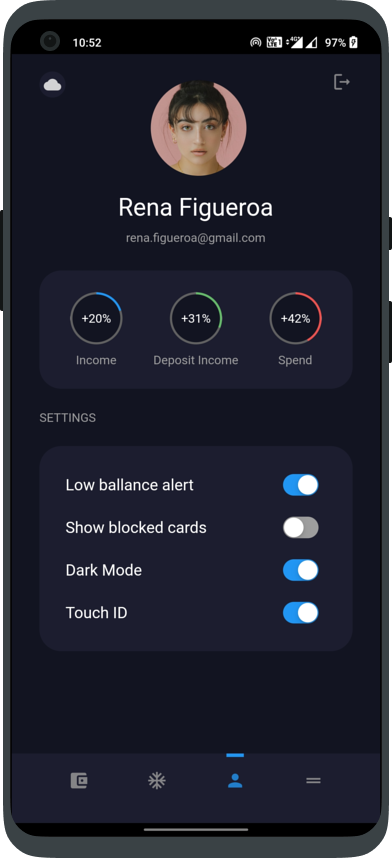 10:52
97%
Rena Figueroa
rena.figueroa@gmail.com
+20% +31% +42%
Income Deposit Income Spend
SETTINGS
Low ballance alert
Show blocked cards
Dark Mode
Touch ID